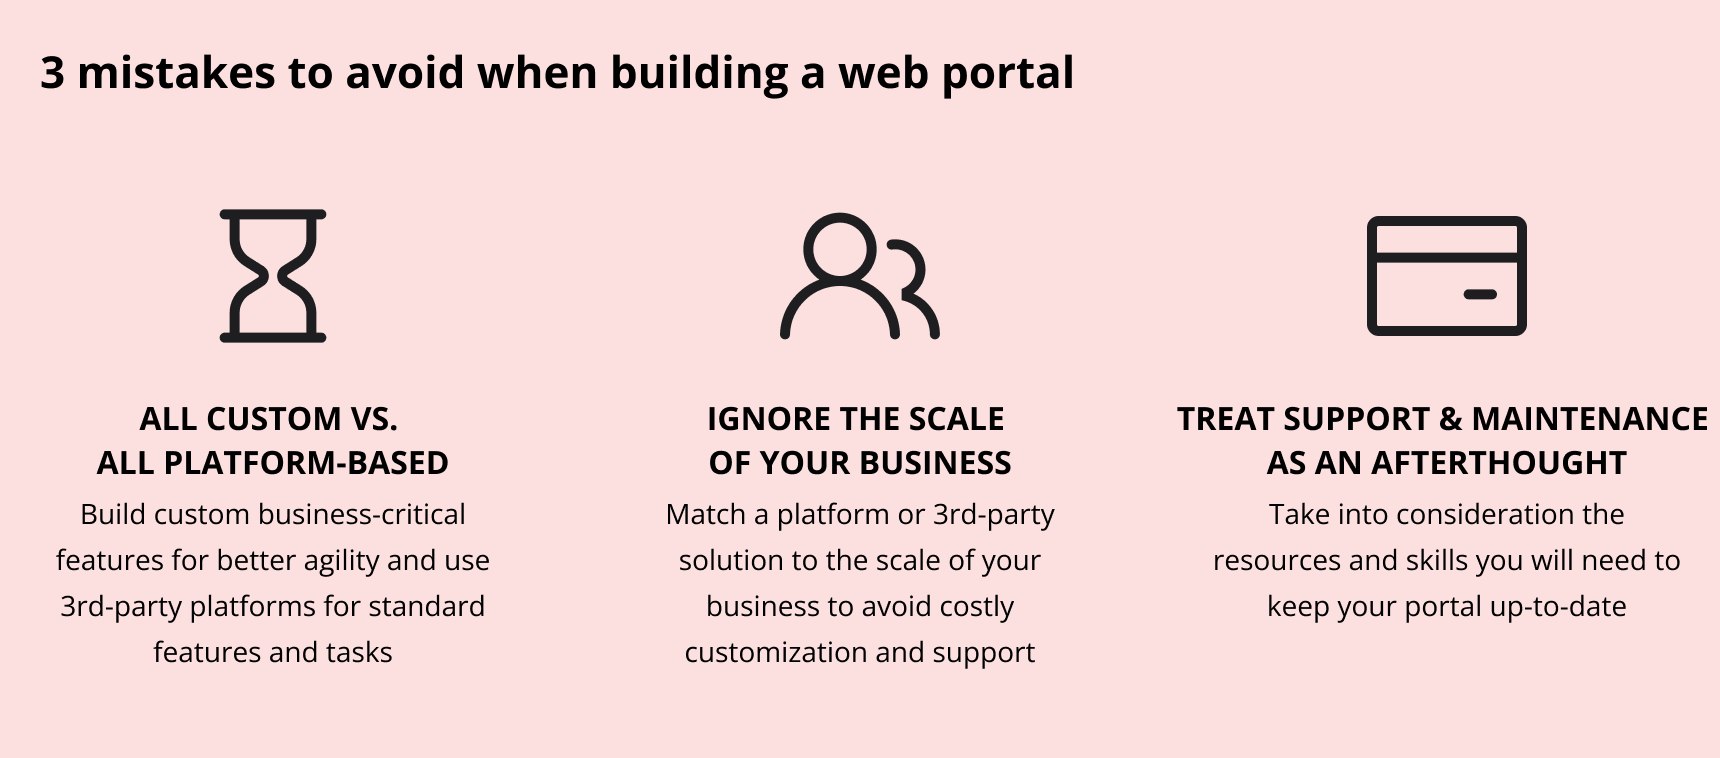 3 mistakes to avoid when building a web portal
ALL CUSTOM VS.
ALL PLATFORM-BASED
Build custom business-critical
features for better agility and use
3rd-party platforms for standard
features and tasks
IGNORE THE SCALE
OF YOUR BUSINESS
Match a platform or 3rd-party
solution to the scale of your
business to avoid costly
customization and support
TREAT SUPPORT & MAINTENANCE
AS AN AFTERTHOUGHT
Take into consideration the
resources and skills you will need to
keep your portal up-to-date